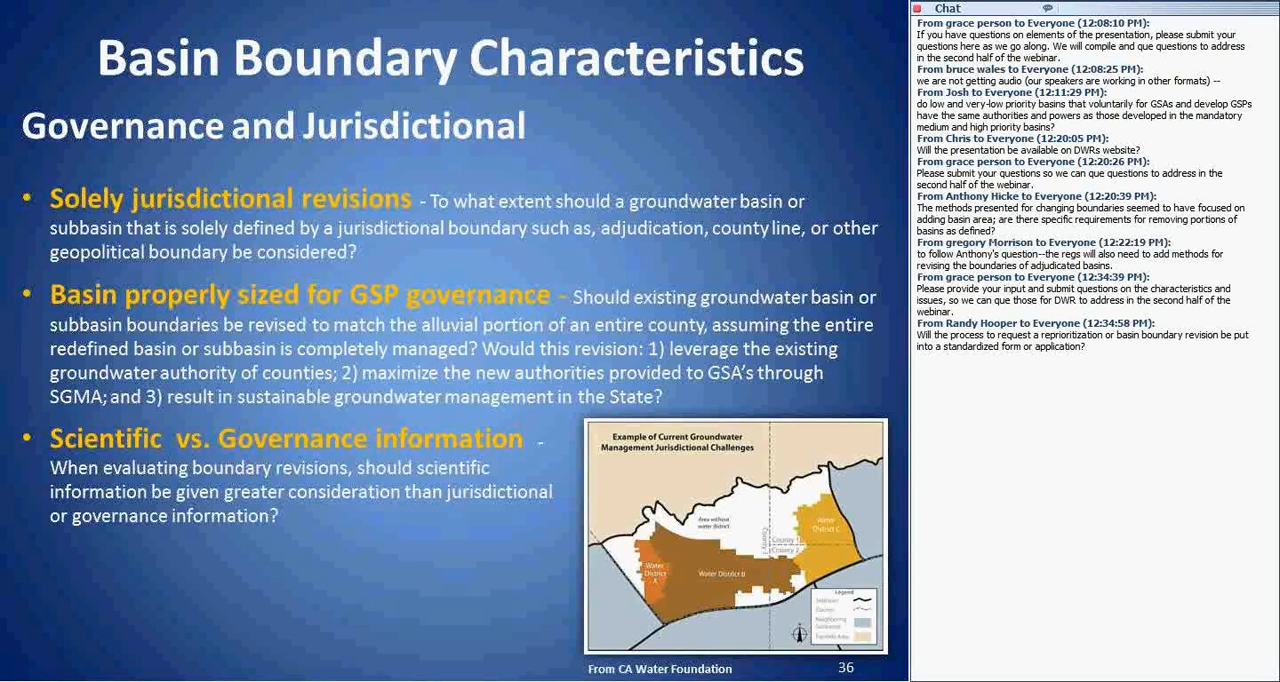 Basin Boundary Characteristics
Governance and Jurisdictional
• Solely jurisdictional revisions - To what extent should a groundwater basin or
subbasin that is solely defined by a jurisdictional boundary such as, adjudication, county line, or other
geopolitical boundary be considered?
• Basin properly sized for GSP governance - Should existing groundwater basin or
subbasin boundaries be revised to match the alluvial portion of an entire county, assuming the entire
redefined basin or subbasin is completely managed? Would this revision: 1) leverage the existing
groundwater authority of counties; 2) maximize the new authorities provided to GSA's through
SGMA; and 3) result in sustainable groundwater management in the State?
• Scientific vs. Governance information -
When evaluating boundary revisions, should scientific
information be given greater consideration than jurisdictional
or governance information?
Example of Current Groundwater
Management Jurisdictional Challenges
Area without
water district
Water
District C
County 1
County 2
Water
District
A
Water District B
Legend
From CA Water Foundation
36
Chat
From grace person to Everyone (12:08:10 PM):
If you have questions on elements of the presentation, please submit your
questions here as we go along. We will compile and que questions to address
in the second half of the webinar.
From bruce wales to Everyone (12:08:25 PM):
we are not getting audio (our speakers are working in other formats) --
From Josh to Everyone (12:11:29 PM):
do low and very-low priority basins that voluntarily for GSAs and develop GSPs
have the same authorities and powers as those developed in the mandatory
medium and high priority basins?
From Chris to Everyone (12:20:05 PM):
Will the presentation be available on DWRs website?
From grace person to Everyone (12:20:26 PM):
Please submit your questions so we can que questions to address in the
second half of the webinar.
From Anthony Hicke to Everyone (12:20:39 PM):
The methods presented for changing boundaries seemed to have focused on
adding basin area; are there specific requirements for removing portions of
basins as defined?
From gregory Morrison to Everyone (12:22:19 PM):
to follow Anthony's question--the regs will also need to add methods for
revising the boundaries of adjudicated basins.
From grace person to Everyone (12:34:39 PM):
Please provide your input and submit questions on the characteristics and
issues, so we can que those for DWR to address in the second half of the
webinar.
From Randy Hooper to Everyone (12:34:58 PM):
Will the process to request a reprioritization or basin boundary revision be put
into a standardized form or application?